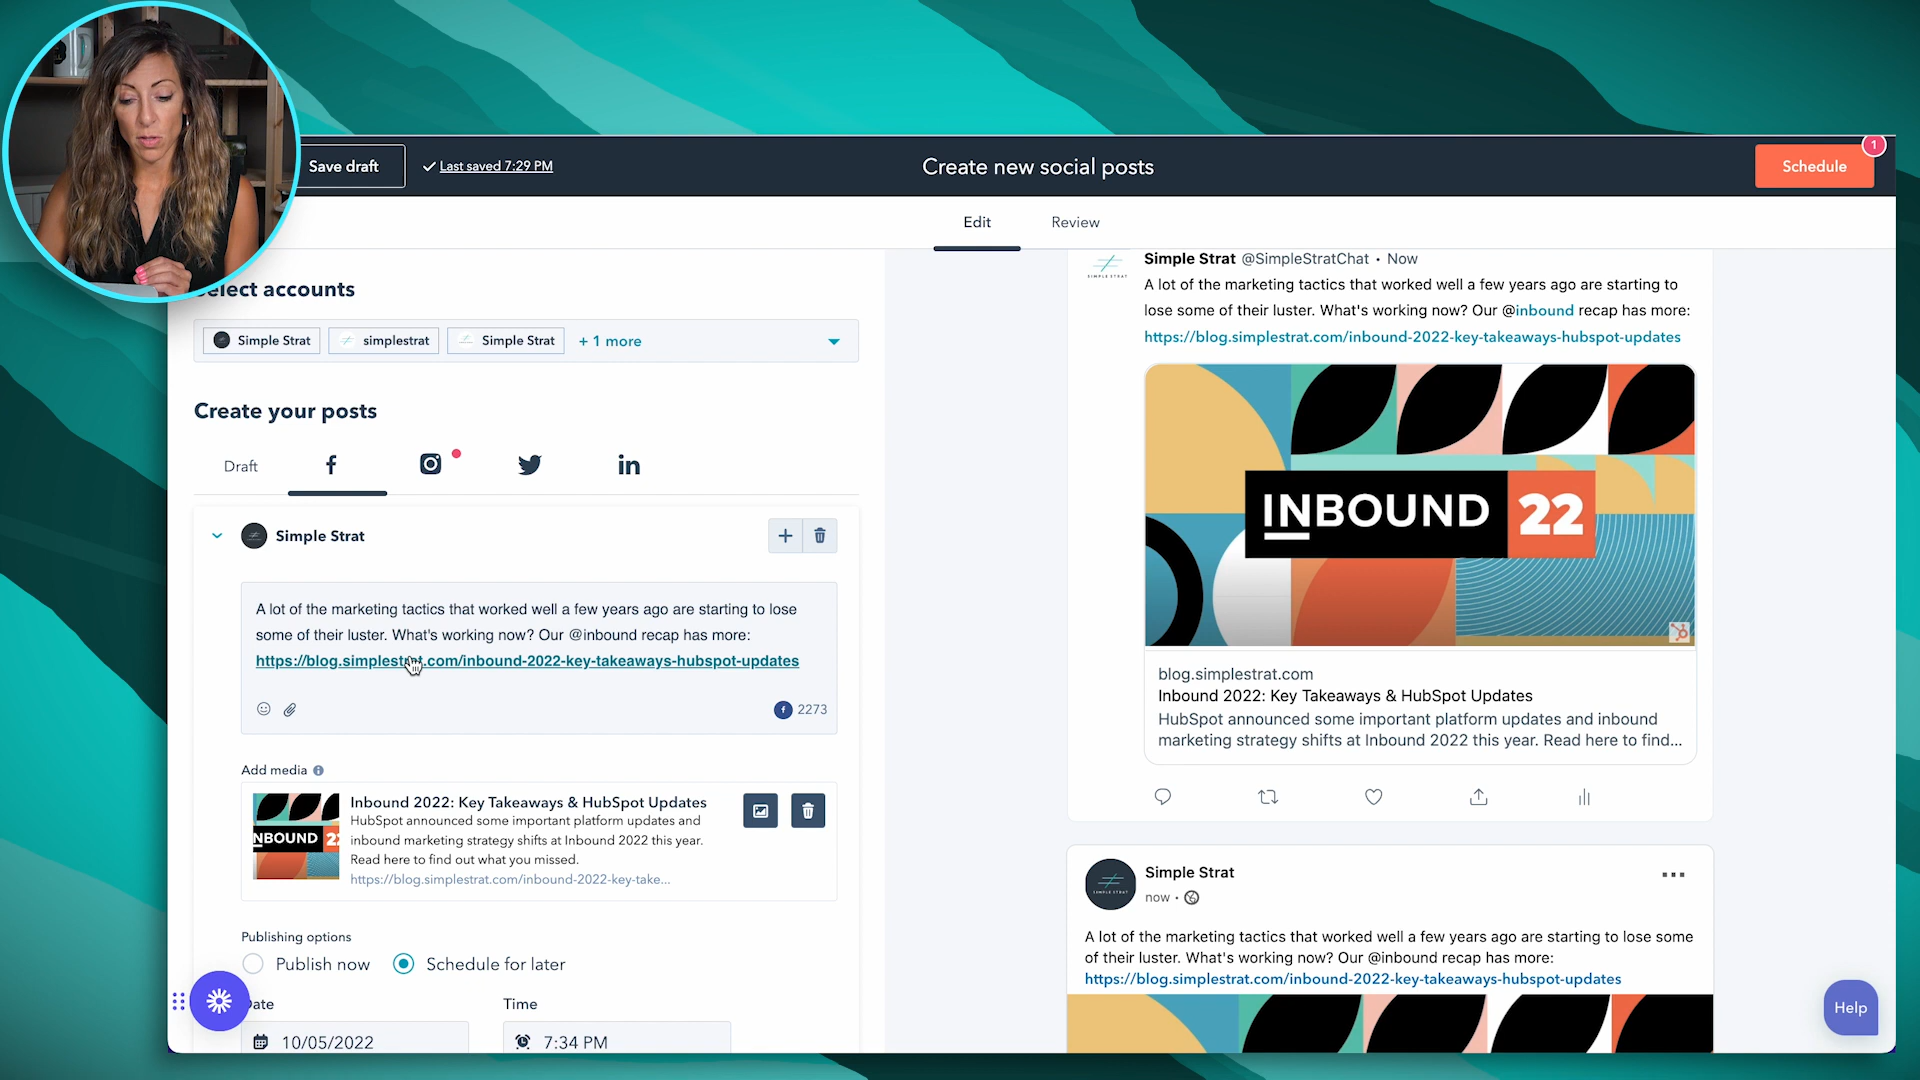 Save draft
Last saved 7:29 PM
Create new social posts
Schedule
1
Edit
Review
Select accounts
Simple Strat
simplestrat
Simple Strat
+ 1 more
Create your posts
Draft
Simple Strat
A lot of the marketing tactics that worked well a few years ago are starting to lose
some of their luster. What's working now? Our @inbound recap has more:
https://blog.simplestrat.com/inbound-2022-key-takeaways-hubspot-updates
2273
Add media
Inbound 2022: Key Takeaways & HubSpot Updates
HubSpot announced some important platform updates and
inbound marketing strategy shifts at Inbound 2022 this year.
Read here to find out what you missed.
https://blog.simplestrat.com/inbound-2022-key-take...
NBOUND 2
Publishing options
Publish now
Schedule for later
Date
Time
10/05/2022
7:34 PM
Simple Strat @SimpleStratChat • Now
A lot of the marketing tactics that worked well a few years ago are starting to
lose some of their luster. What's working now? Our @inbound recap has more:
https://blog.simplestrat.com/inbound-2022-key-takeaways-hubspot-updates
INBOUND 22
blog.simplestrat.com
Inbound 2022: Key Takeaways & HubSpot Updates
HubSpot announced some important platform updates and inbound
marketing strategy shifts at Inbound 2022 this year. Read here to find...
Simple Strat
now •
A lot of the marketing tactics that worked well a few years ago are starting to lose some
of their luster. What's working now? Our @inbound recap has more:
https://blog.simplestrat.com/inbound-2022-key-takeaways-hubspot-updates
Help